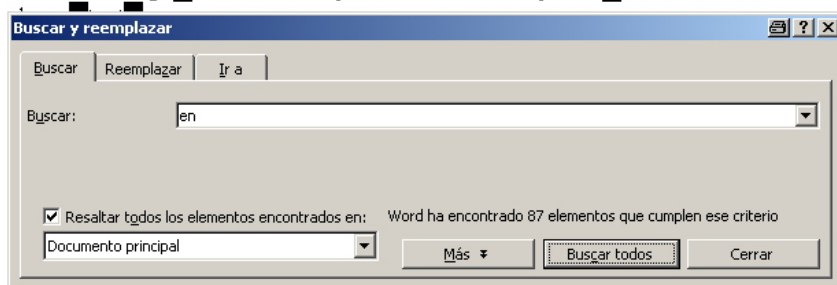 Buscar y reemplazar
Buscar Reemplazar Ir a
Buscar: en
Resaltar todos los elementos encontrados en: Word ha encontrado 87 elementos que cumplen ese criterio
Documento principal Más Buscar todos Cerrar